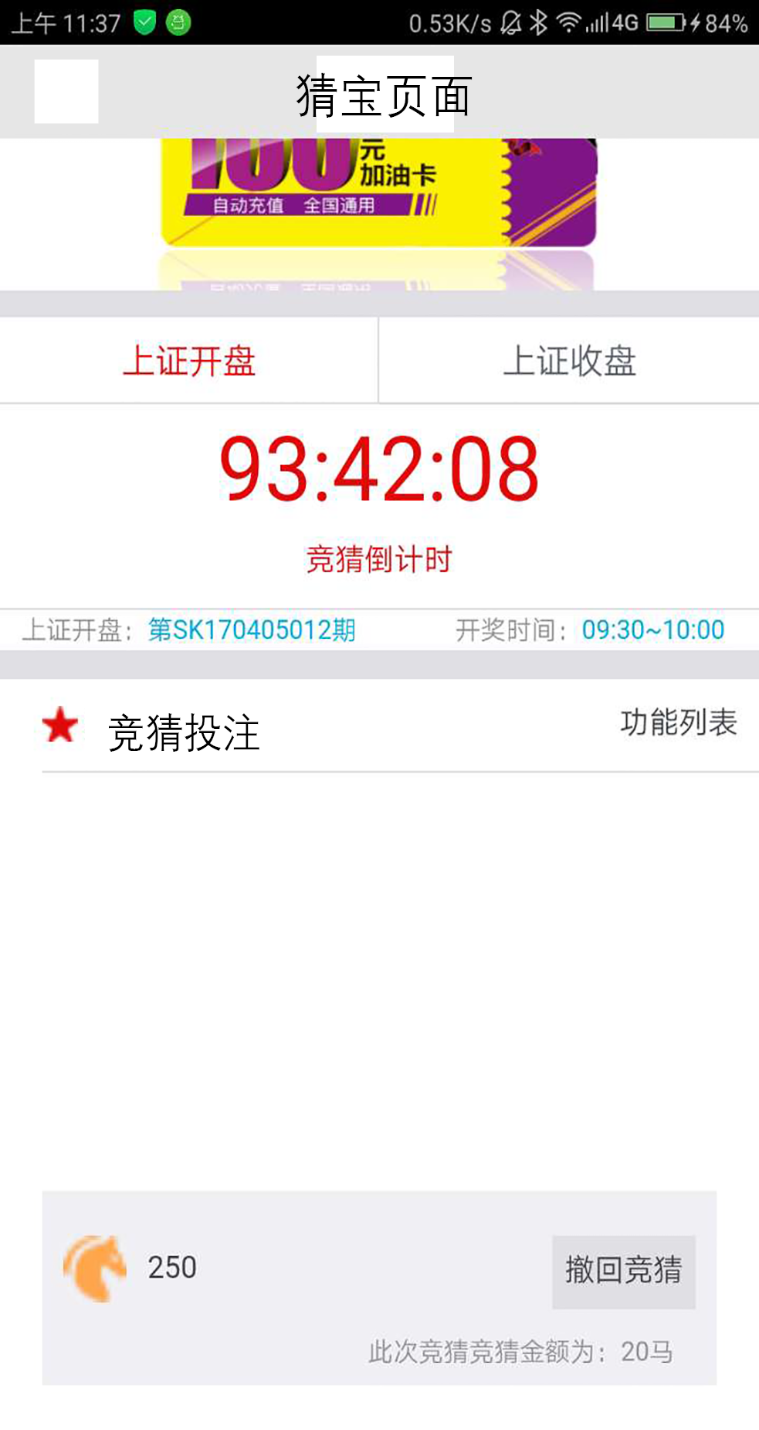 上午 11:37
0.53K/s 4G 84%
猜宝页面
100元
加油卡
自动充值 全国通用
上证开盘
上证收盘
93:42:08
竞猜倒计时
上证开盘：第SK170405012期
开奖时间：09:30~10:00
竞猜投注
功能列表
250
撤回竞猜
此次竞猜竞猜金额为：20马